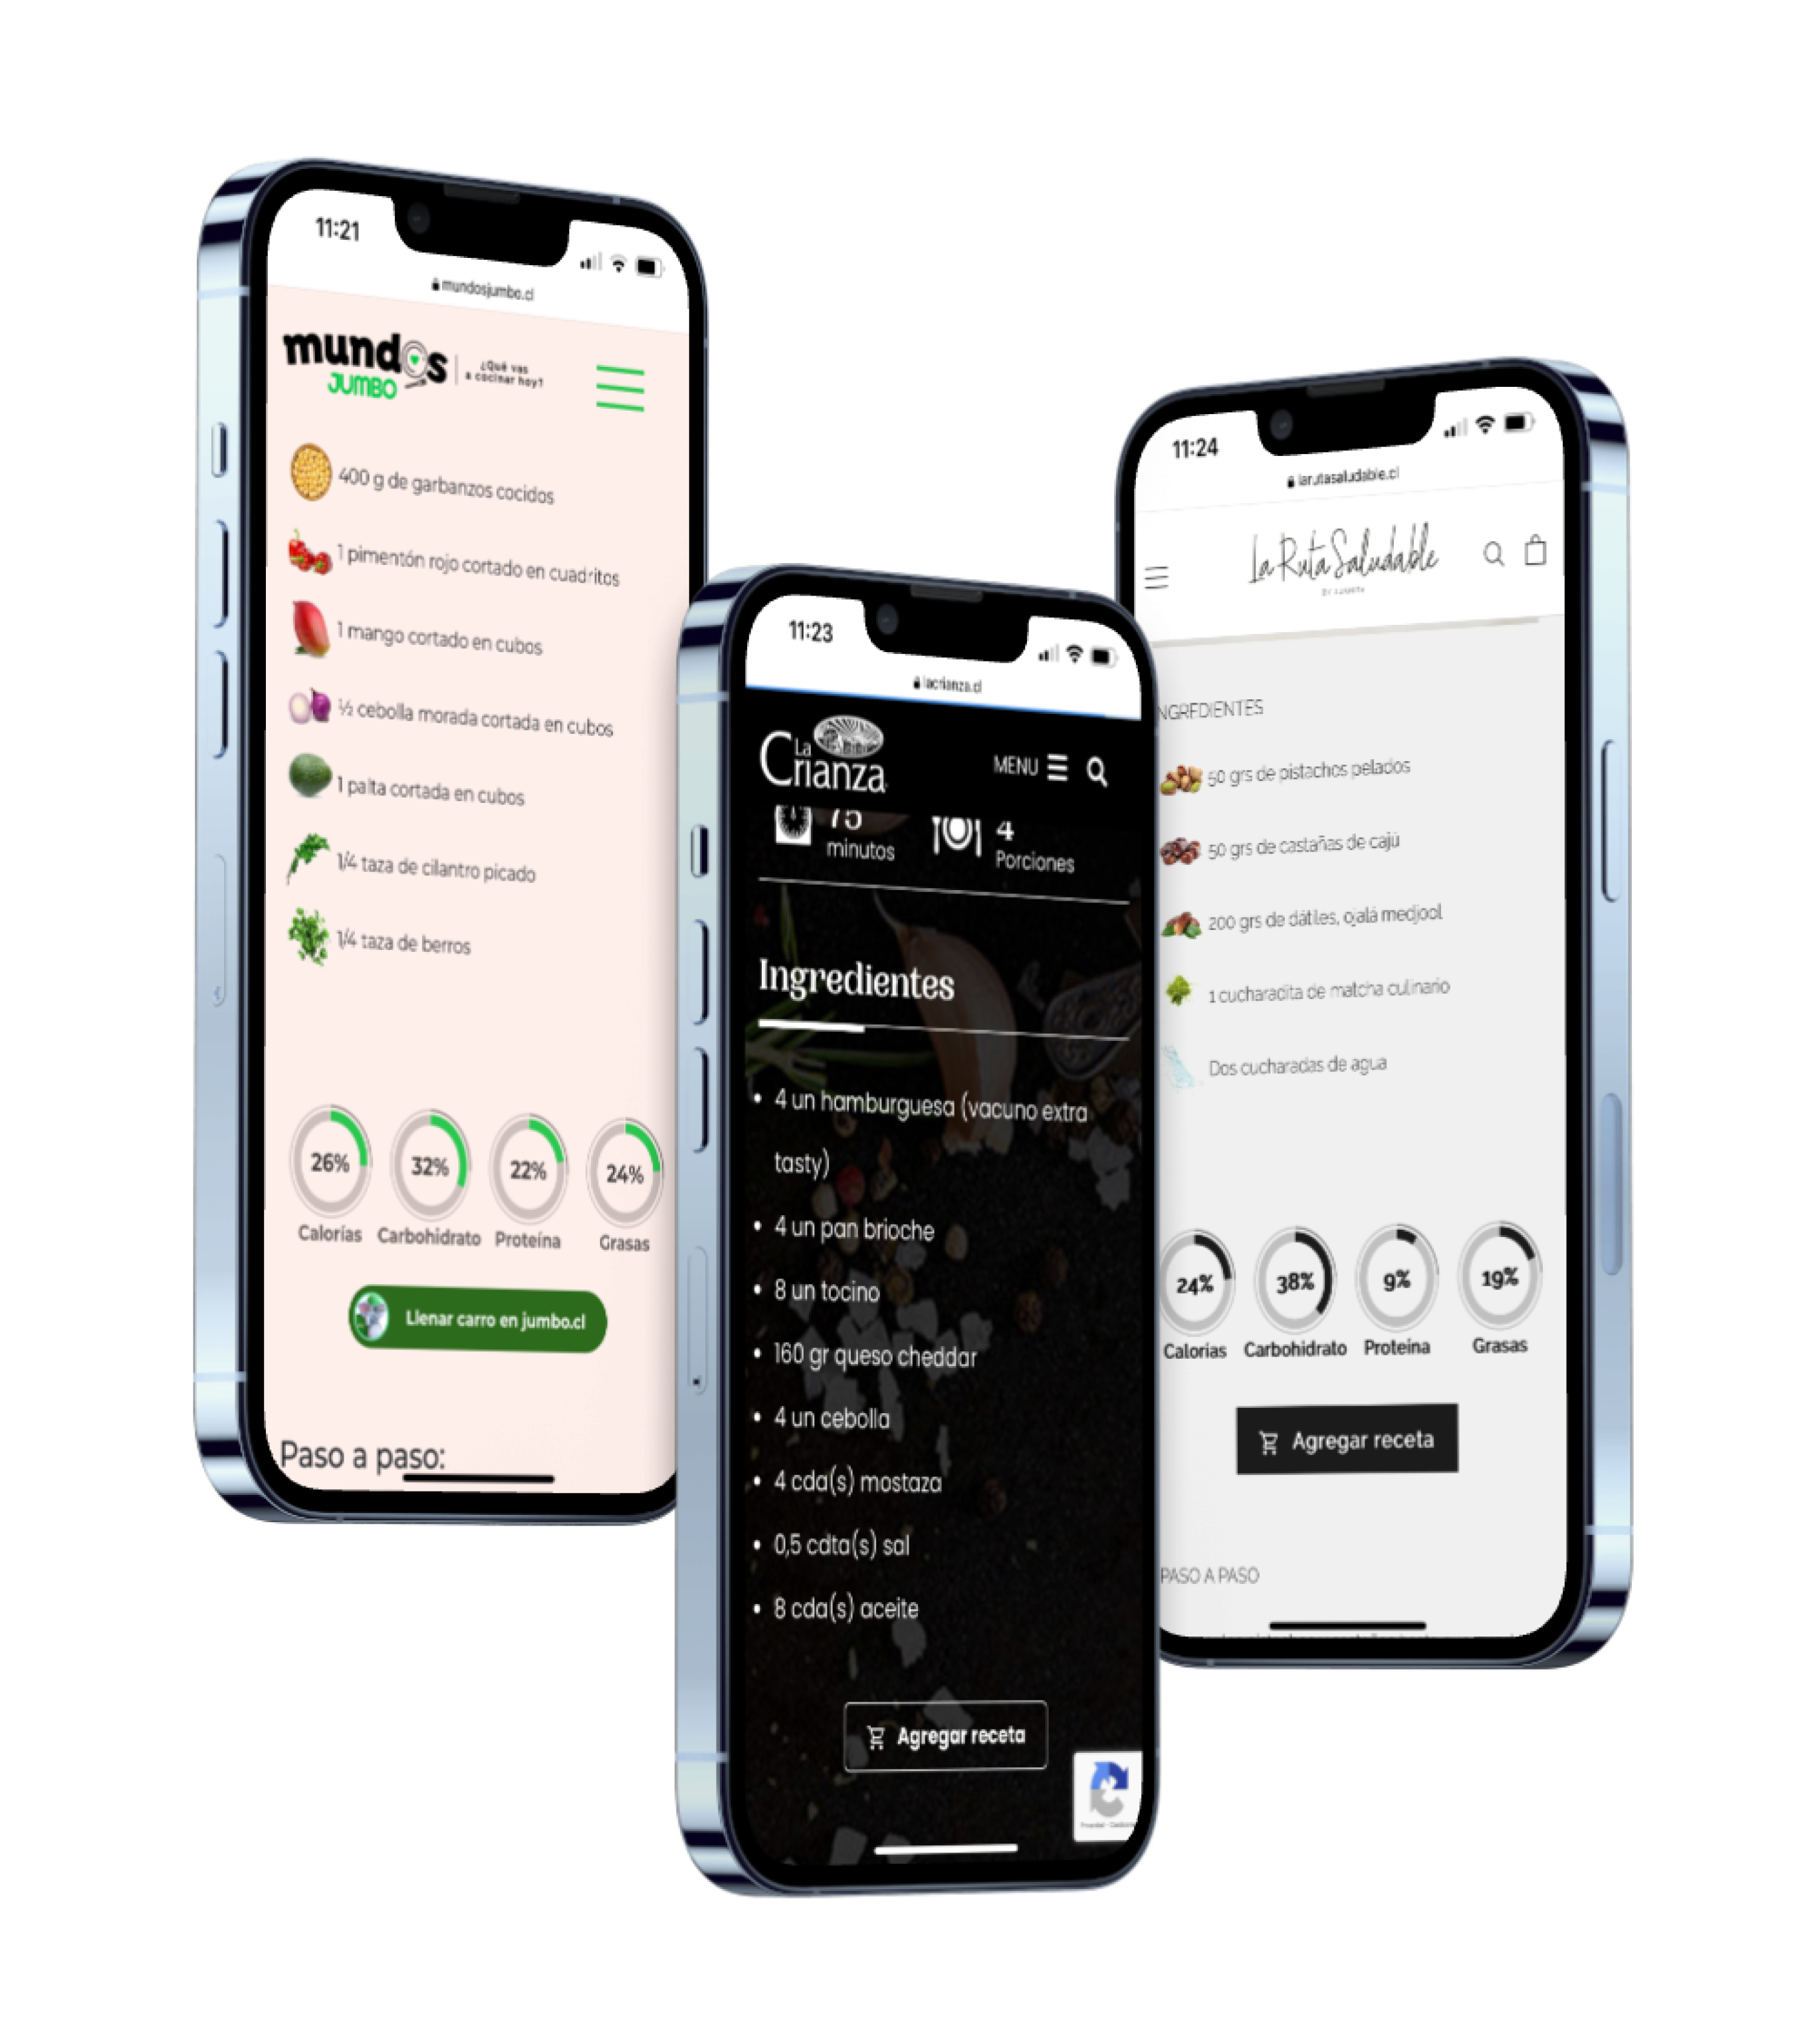 11:21
mundosjumbo.cl
mundos
JUMBO
¿Qué vas
a cocinar hoy?
400 g de garbanzos cocidos
1 pimentón rojo cortado en cuadritos
1 mango cortado en cubos
½ cebolla morada cortada en cubos
1 palta cortada en cubos
1/4 taza de cilantro picado
1/4 taza de berros
26%
32%
22%
24%
Calorías
Carbohidrato
Proteína
Grasas
Llenar carro en jumbo.cl
Paso a paso:
11:23
lacrianza.cl
La
Crianza
MENU
75
minutos
4
Porciones
Ingredientes
• 4 un hamburguesa (vacuno extra
tasty)
• 4 un pan brioche
• 8 un tocino
• 160 gr queso cheddar
• 4 un cebolla
• 4 cda(s) mostaza
• 0,5 cdta(s) sal
• 8 cda(s) aceite
Agregar receta
11:24
larutasaludable.cl
La Ruta Saludable
NGREDIENTES
50 grs de pistachos pelados
50 grs de castañas de cajú
200 grs de dátiles, ojalá medjool
1 cucharadita de matcha culinario
Dos cucharadas de agua
24%
38%
9%
19%
Calorías
Carbohidrato
Proteína
Grasas
Agregar receta
PASO A PASO